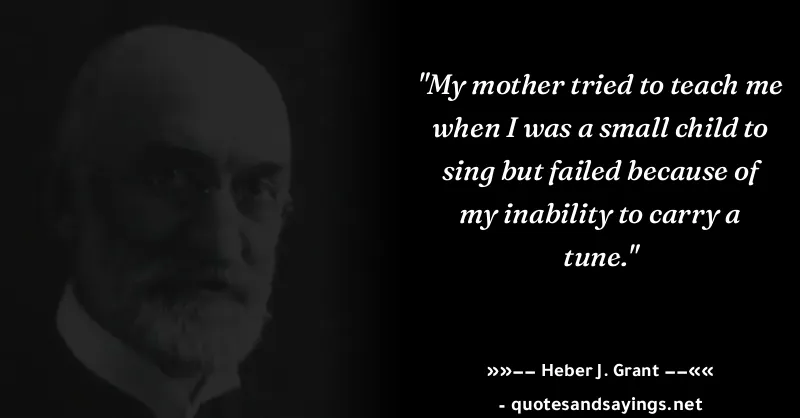 "My mother tried to teach me
when I was a small child to
sing but failed because of
my inability to carry a
tune."
»»−− Heber J. Grant −−««
- quotesandsayings.net